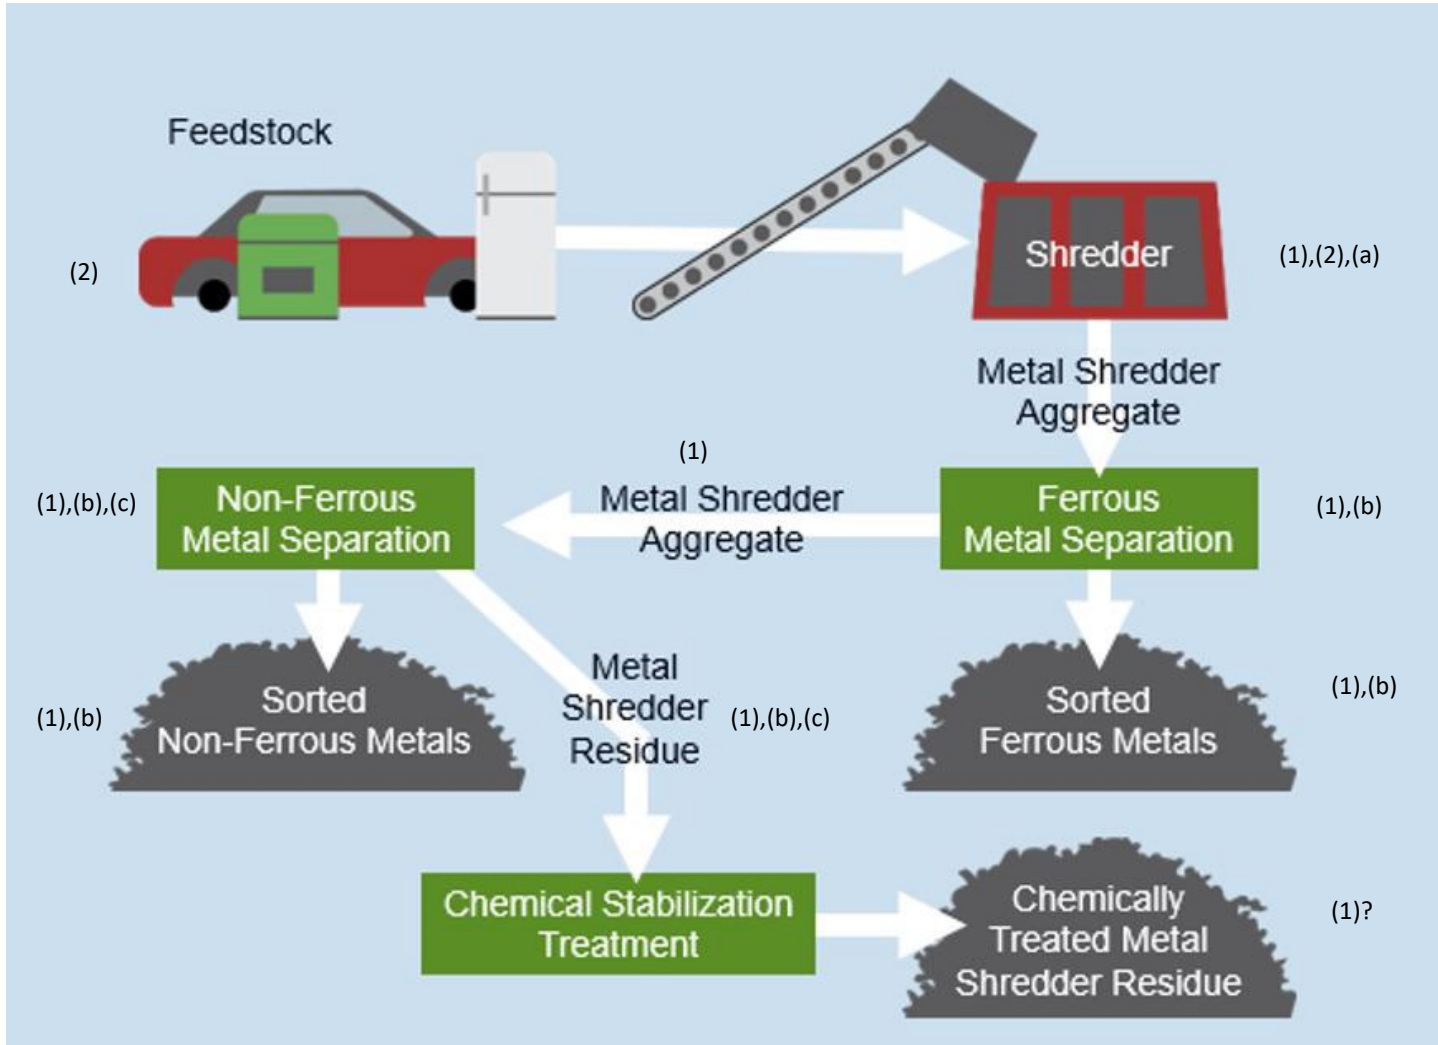 Feedstock
(2)
Shredder
(1),(2),(a)
Metal Shredder
Aggregate
(1)
(1),(b),(c)
Non-Ferrous
Metal Separation
Metal Shredder
Aggregate
Ferrous
Metal Separation
(1),(b)
(1),(b)
Sorted
Non-Ferrous Metals
Metal
Shredder
Residue
(1),(b),(c)
Sorted
Ferrous Metals
(1),(b)
Chemical Stabilization
Treatment
Chemically
Treated Metal
Shredder Residue
(1)?